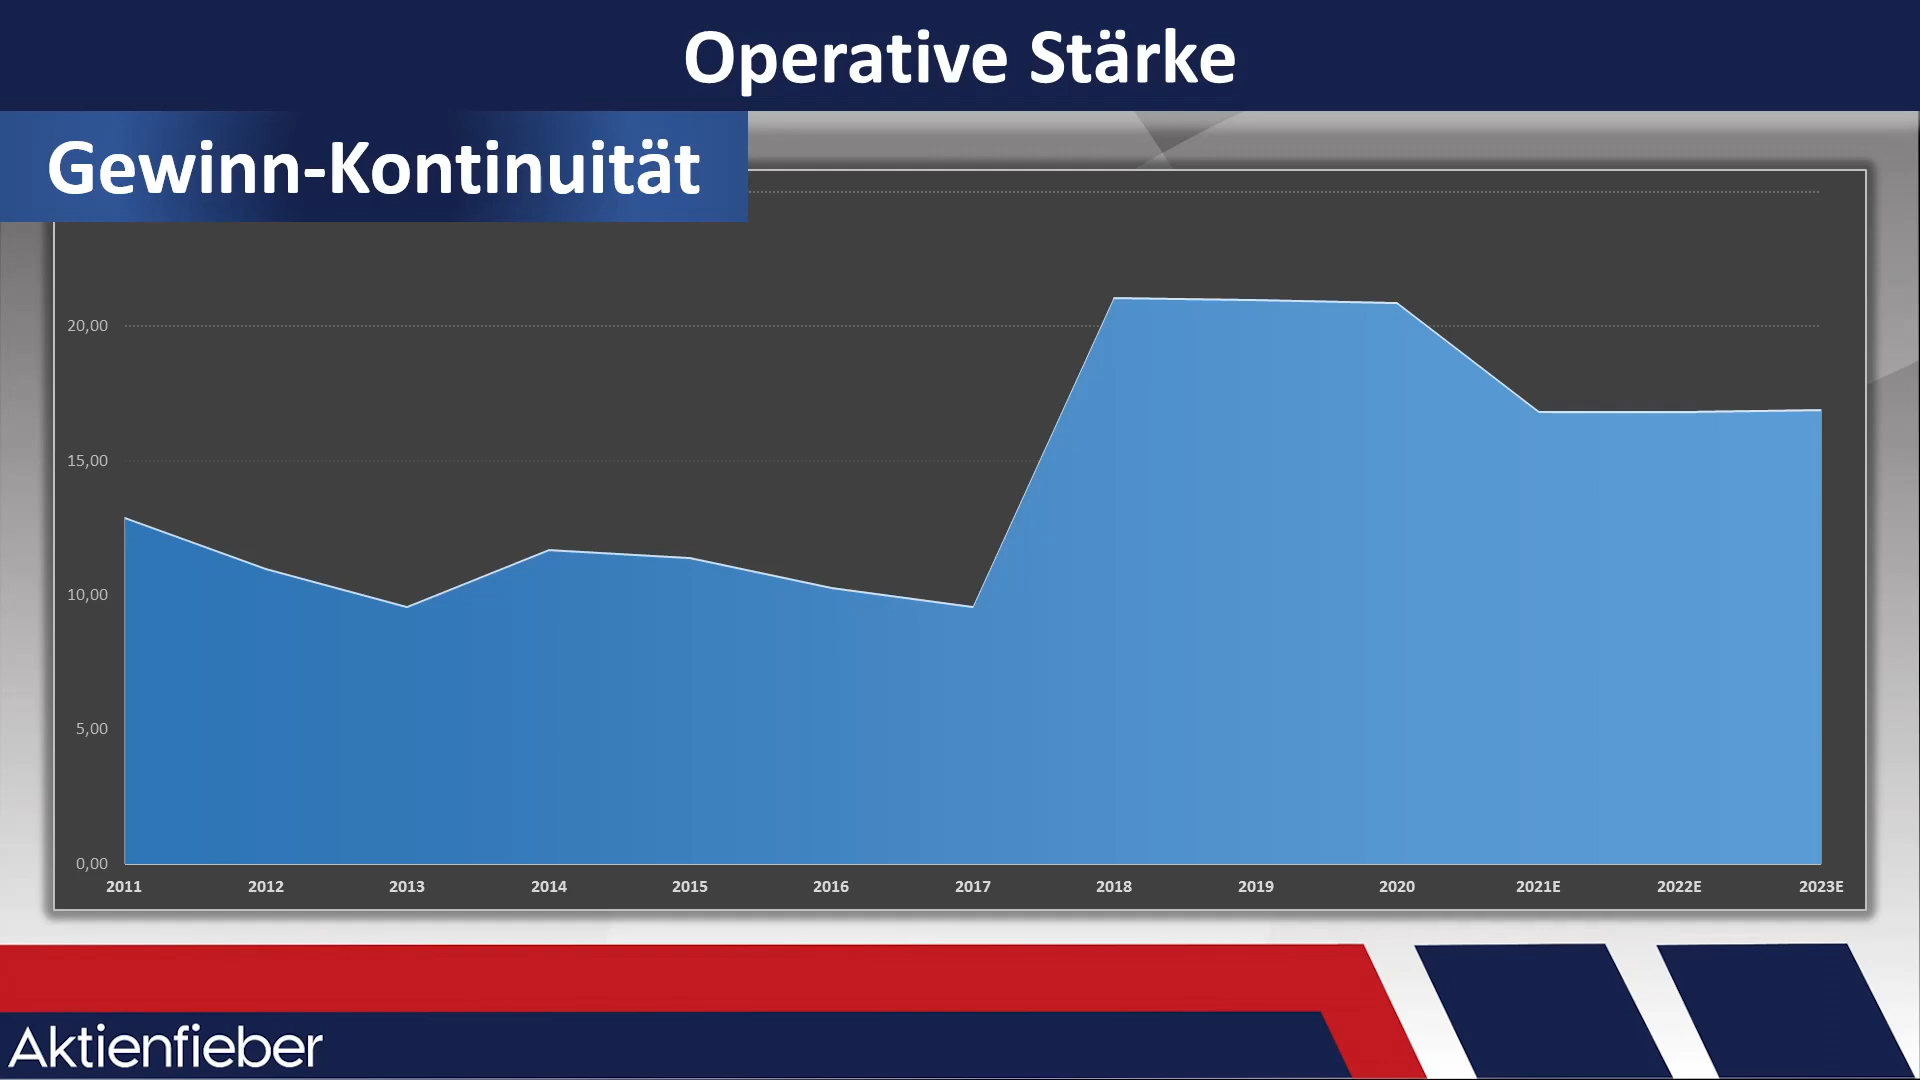 Operative Stärke
Gewinn-Kontinuität
20,00
15,00
10,00
5,00
0,00
2011 2012 2013 2014 2015 2016 2017 2018 2019 2020 2021E 2022E 2023E
Aktienfieber